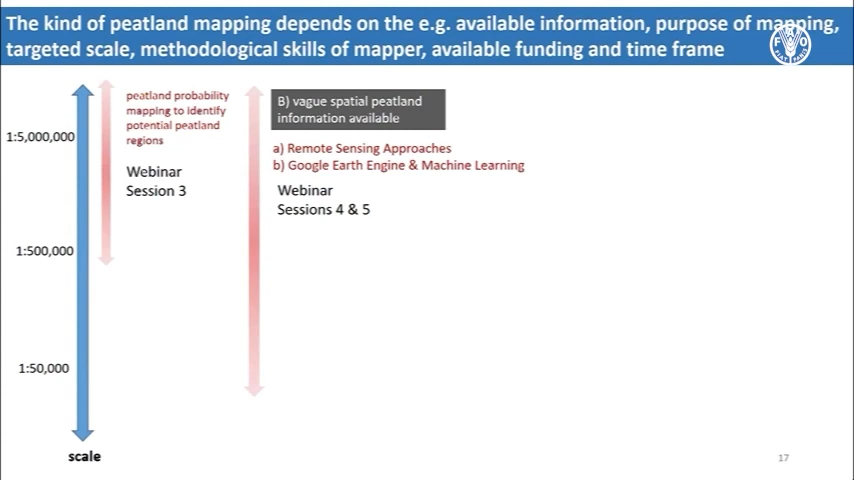 The kind of peatland mapping depends on the e.g. available information, purpose of mapping,
targeted scale, methodological skills of mapper, available funding and time frame
FAO
FIAT PANIS
1:5,000,000
1:500,000
1:50,000
scale
peatland probability
mapping to identify
potential peatland
regions
Webinar
Session 3
B) vague spatial peatland
information available
a) Remote Sensing Approaches
b) Google Earth Engine & Machine Learning
Webinar
Sessions 4 & 5
17